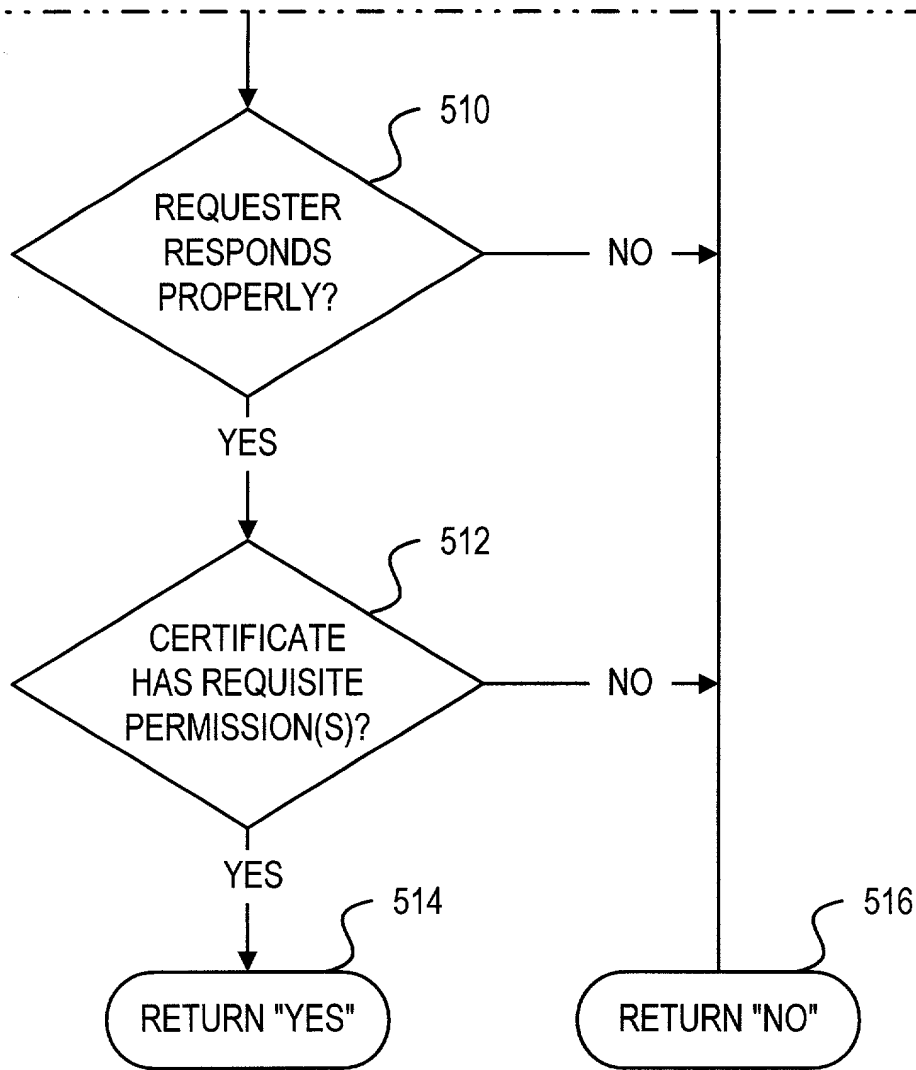 510
REQUESTER
RESPONDS
PROPERLY?
NO
YES
512
CERTIFICATE
HAS REQUISITE
PERMISSION(S)?
NO
YES
514
516
RETURN "YES"
RETURN "NO"